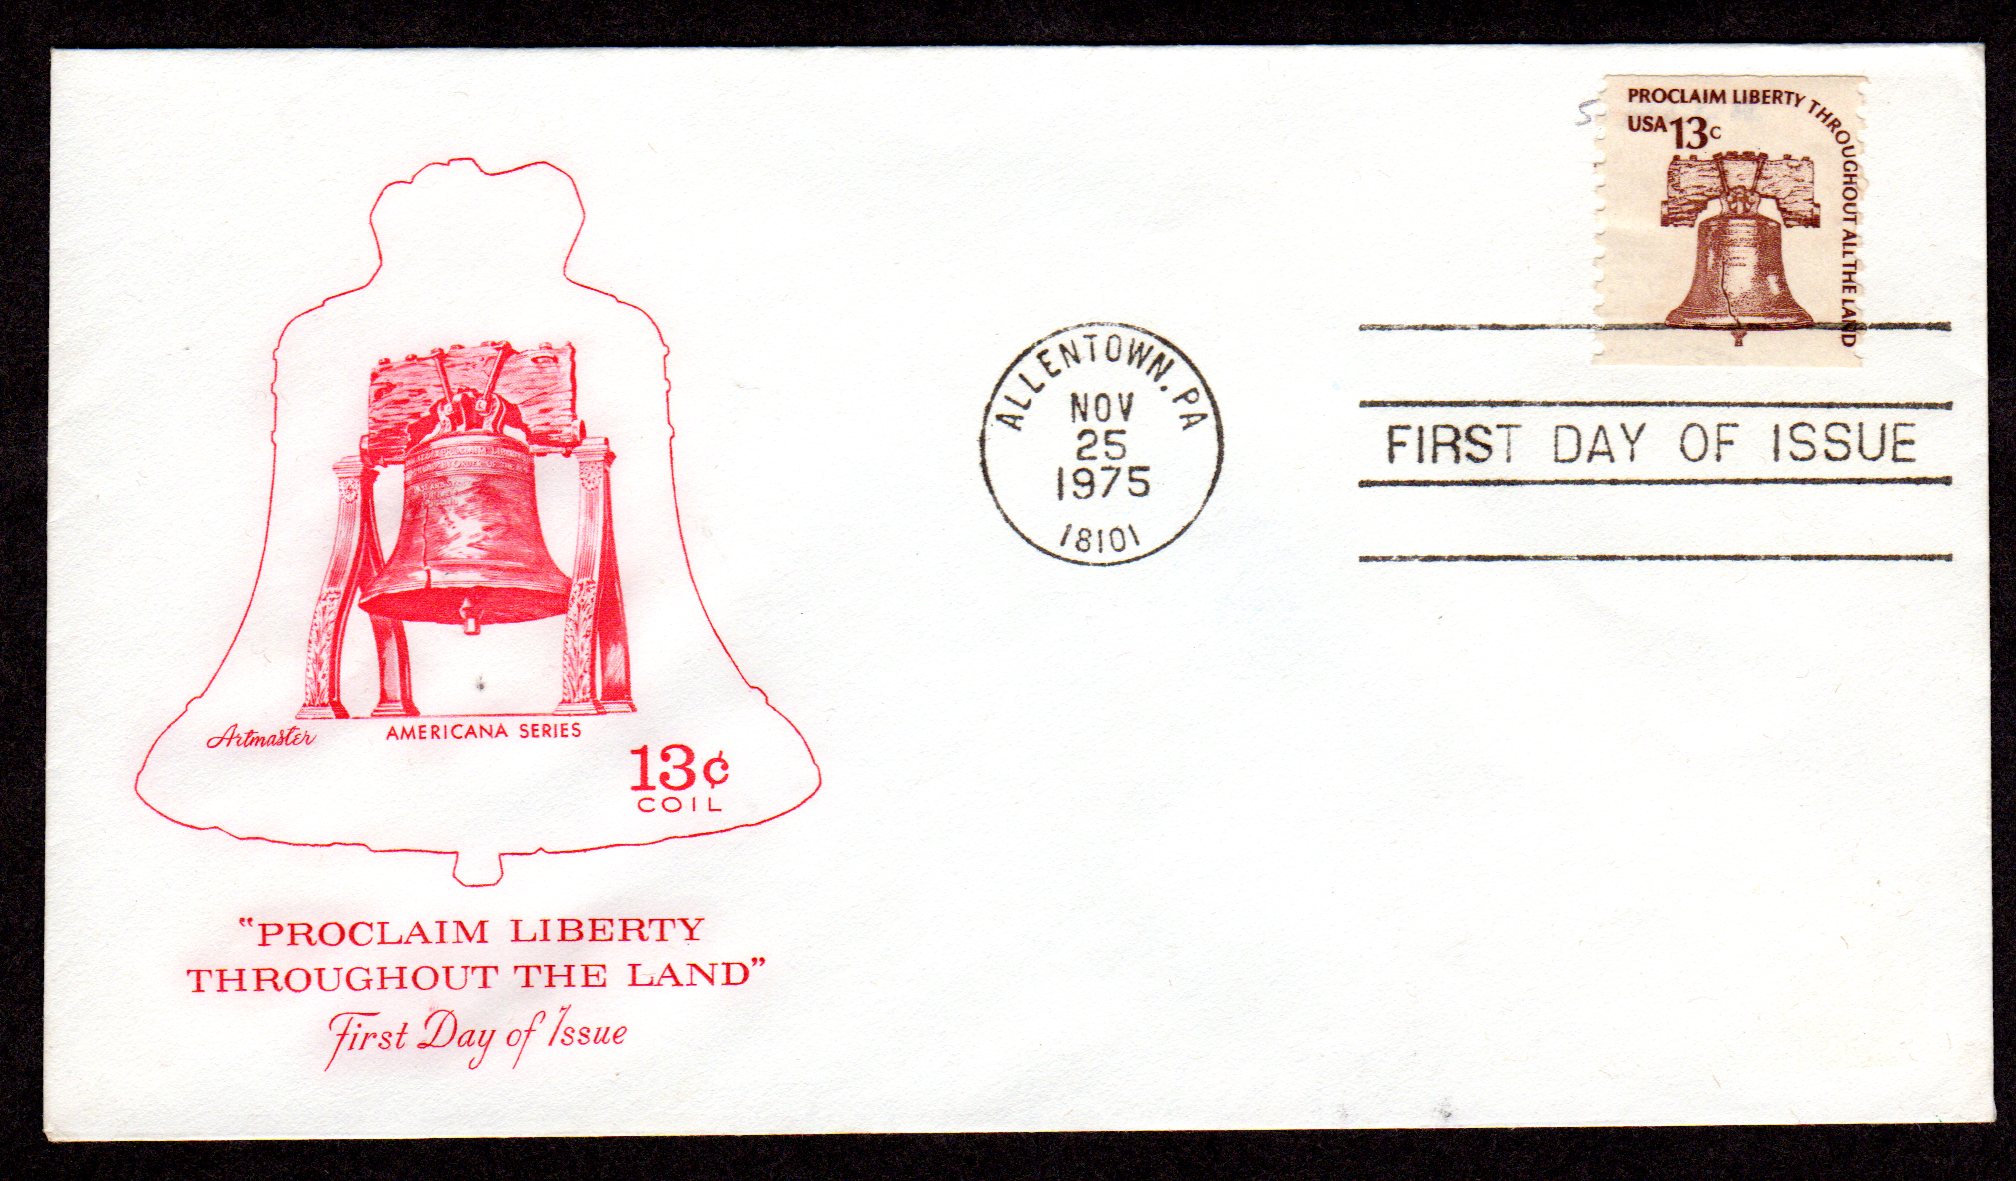 PROCLAIM LIBERTY THROUGHOUT ALL THE LAND
USA 13c
ALLENTOWN, PA
NOV
25
1975
18101
FIRST DAY OF ISSUE
Artmaster
AMERICANA SERIES
13¢
COIL
"PROCLAIM LIBERTY
THROUGHOUT THE LAND"
First Day of Issue